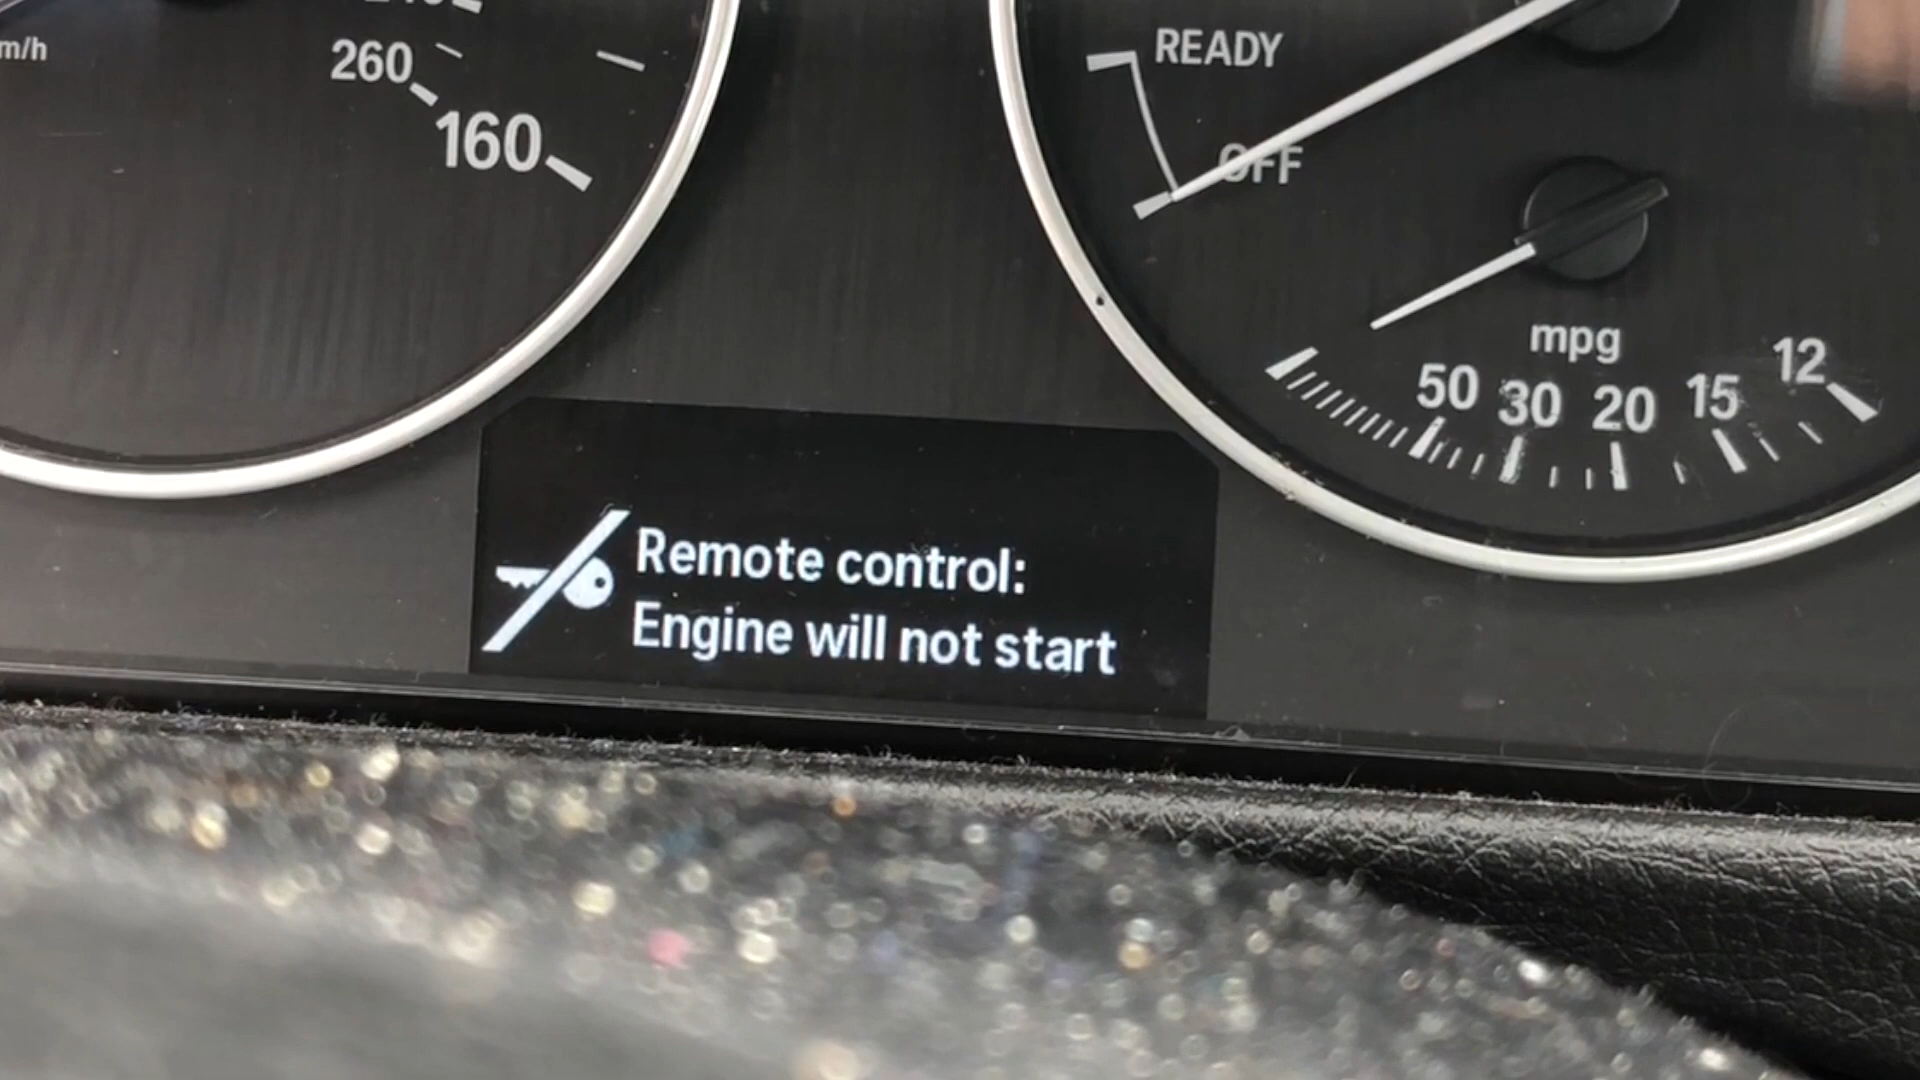 m/h
260
160
READY
OFF
mpg
50 30 20 15 12
Remote control:
Engine will not start